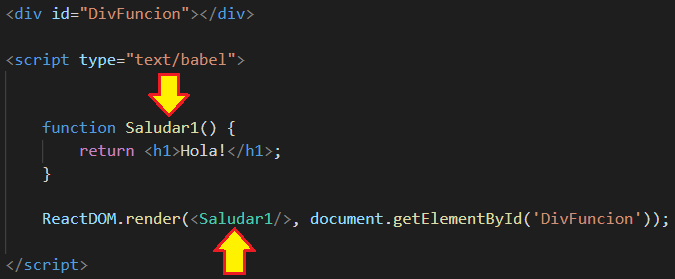 <div id="DivFuncion"></div>
<script type="text/babel">
function Saludar1() {
return <h1>Hola!</h1>;
}
ReactDOM.render(<Saludar1/>, document.getElementById('DivFuncion'));
</script>